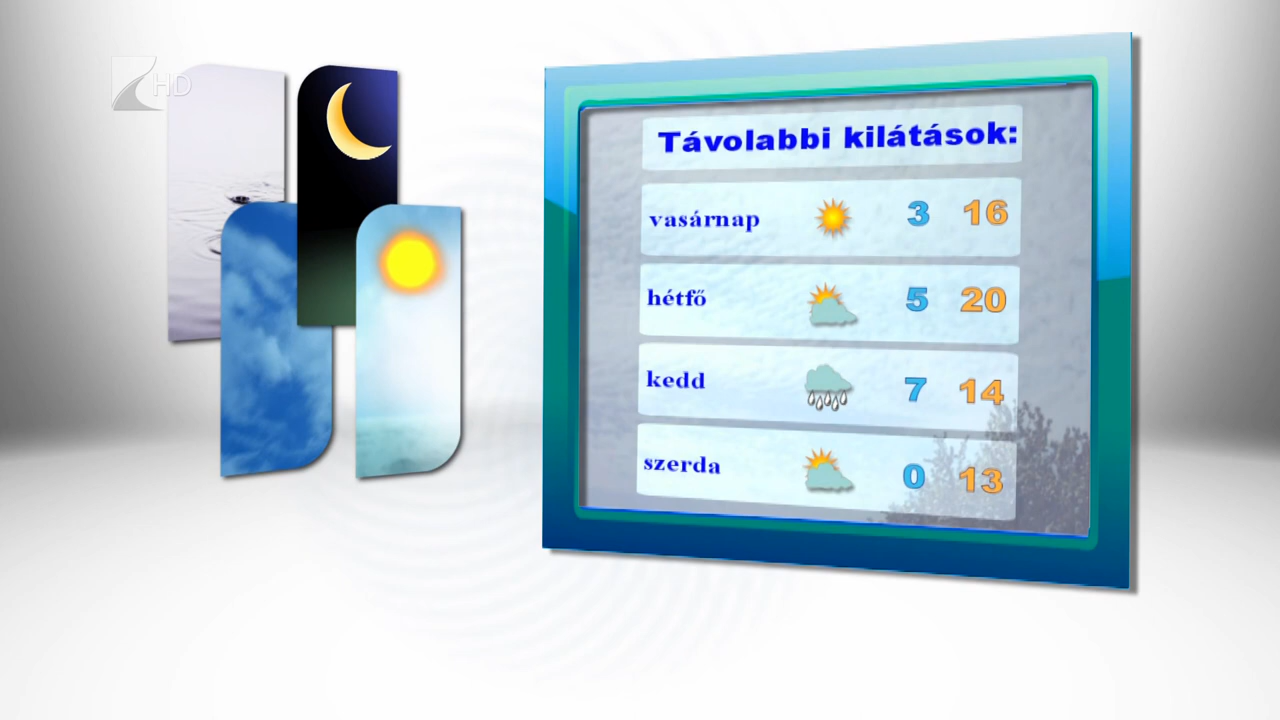 HD
Távolabbi kilátások:
vasárnap 3 16
hétfő 5 20
kedd 7 14
szerda 0 13